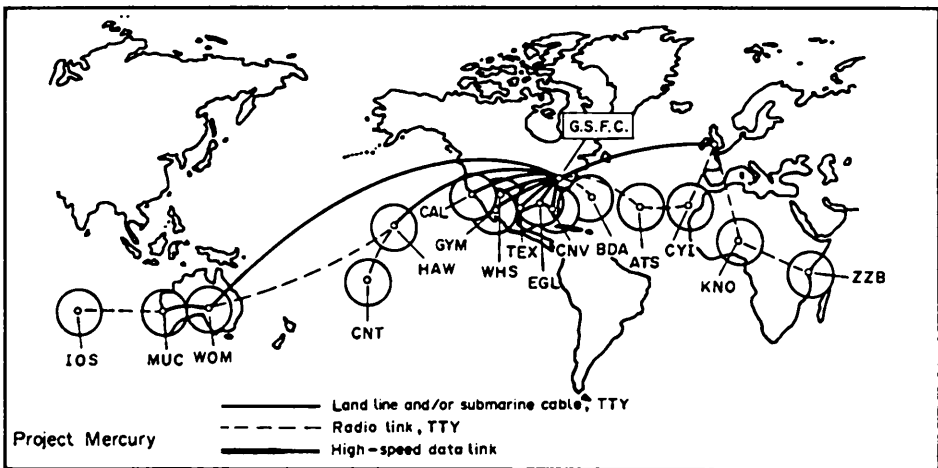 G.S.F.C.
CAL
GYM
HAW
WHS
TEX
EGL
CNV
BDA
ATS
CYI
KNO
ZZB
CNT
IOS
MUC
WOM
Land line and/or submarine cable, TTY
Radio link, TTY
High-speed data link
Project Mercury